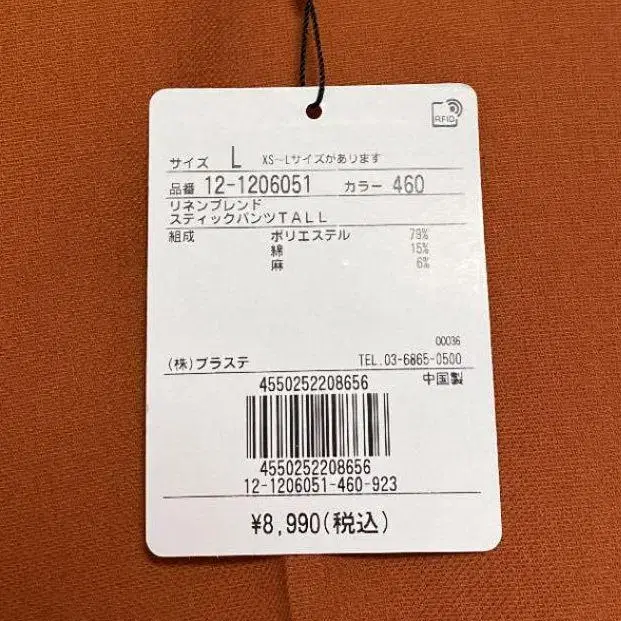 RFID
サイズ L XS～Lサイズがあります
品番 12-1206051 カラー 460
リネンブレンド
スティックパンツTALL
組成 ポリエステル 79%
綿 15%
麻 6%
00036
(株)プラステ TEL.03-6865-0500
4550252208656 中国製
4550252208656
12-1206051-460-923
¥8,990(税込)